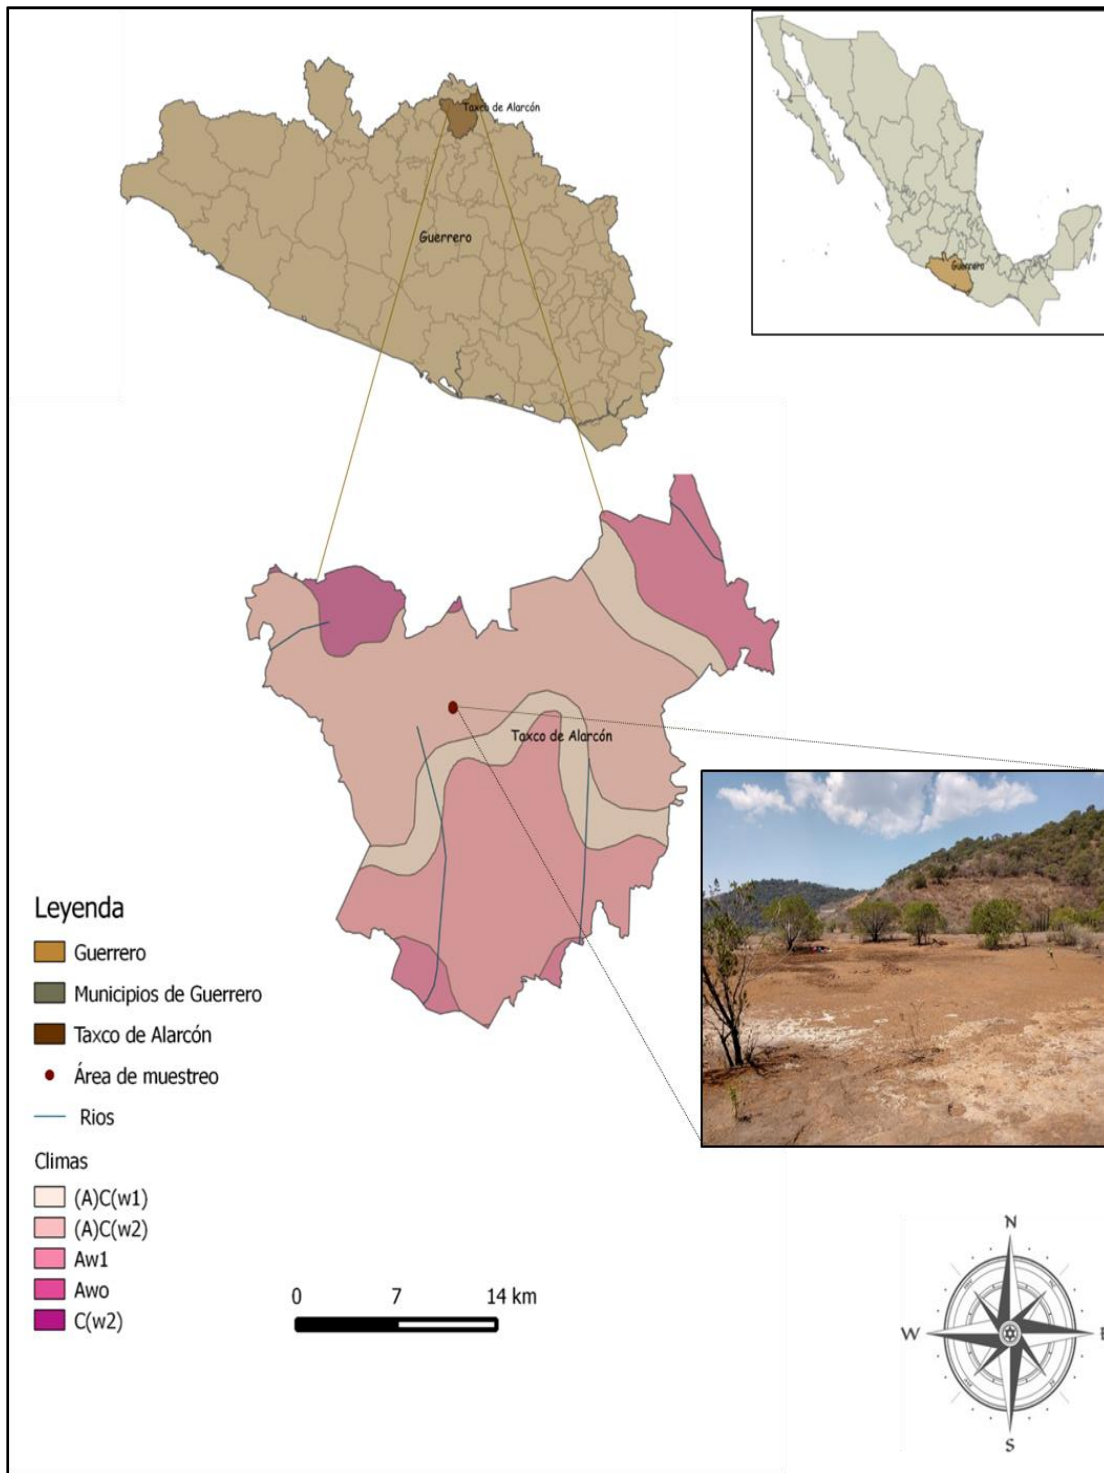 Taxco de Alarcón
Guerrero
Guerrero
Taxco de Alarcón
Leyenda
Guerrero
Municipios de Guerrero
Taxco de Alarcón
Área de muestreo
Rios
Climas
(A)C(w1)
(A)C(w2)
Aw1
Awo
C(w2)
0 7 14 km
N
W
E
S